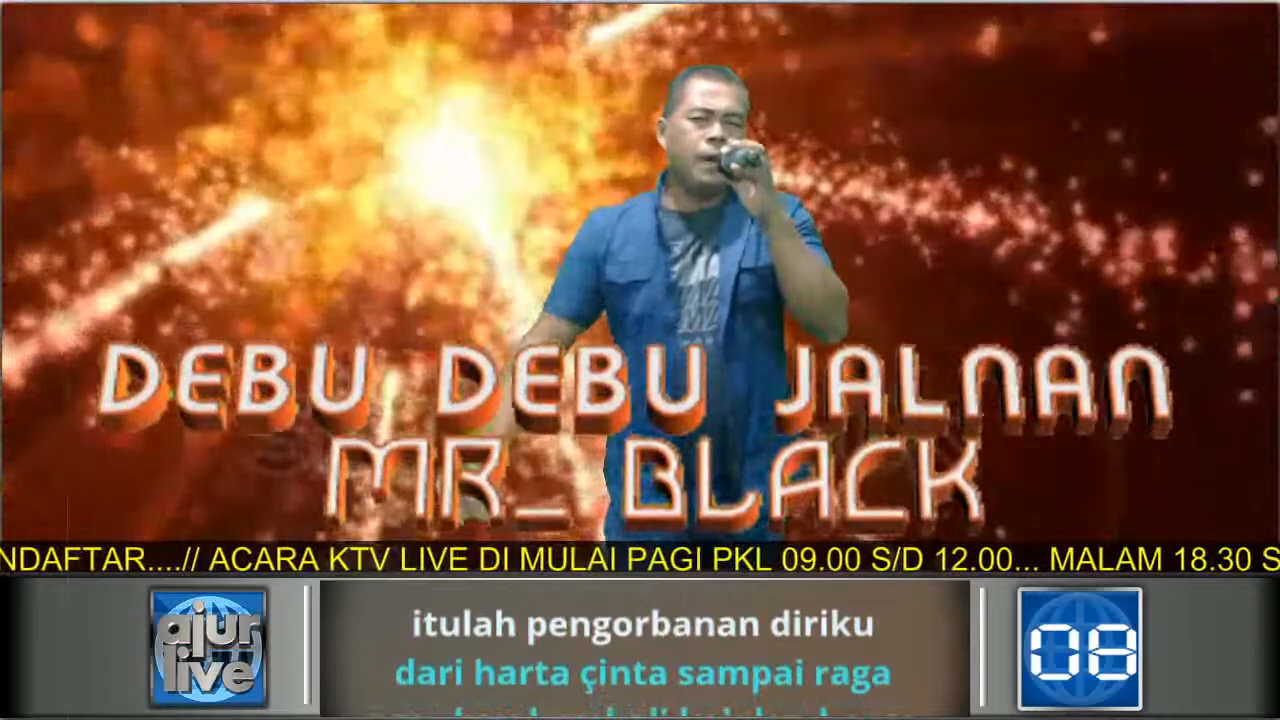 DEBU DEBU JALNAN
MR_ BLACK
NDAFTAR....// ACARA KTV LIVE DI MULAI PAGI PKL 09.00 S/D 12.00... MALAM 18.30 S
ajur
live
itulah pengorbanan diriku
dari harta çinta sampai raga
08